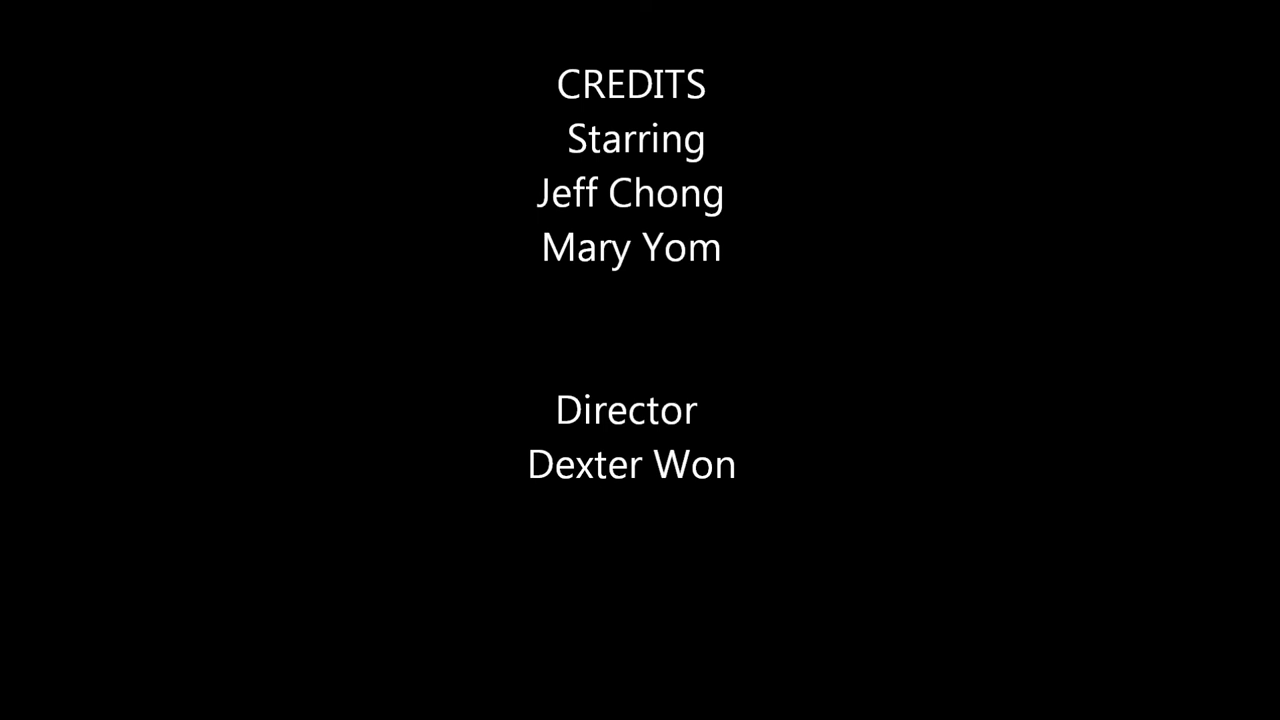 CREDITS
Starring
Jeff Chong
Mary Yom
Director
Dexter Won